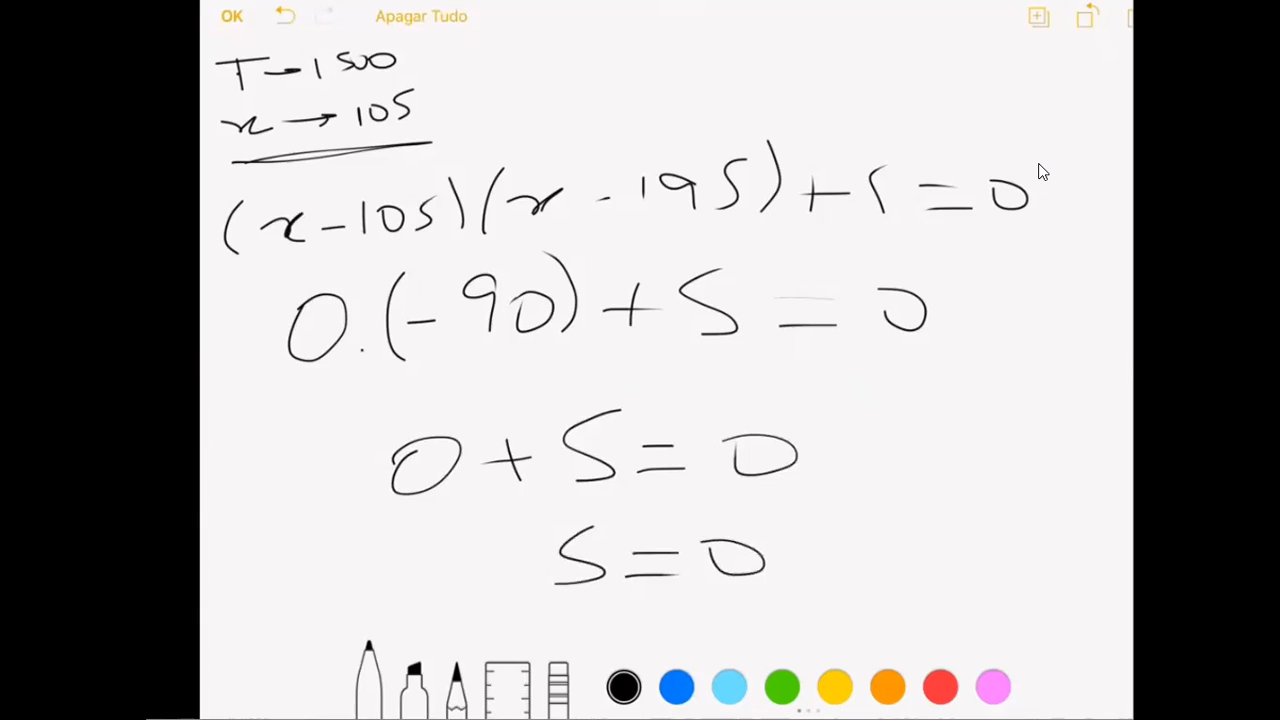 OK Apagar Tudo
T → 1500
x → 105
(x - 105)(x - 195) + S = 0
0.(-90) + S = 0
0 + S = 0
S = 0